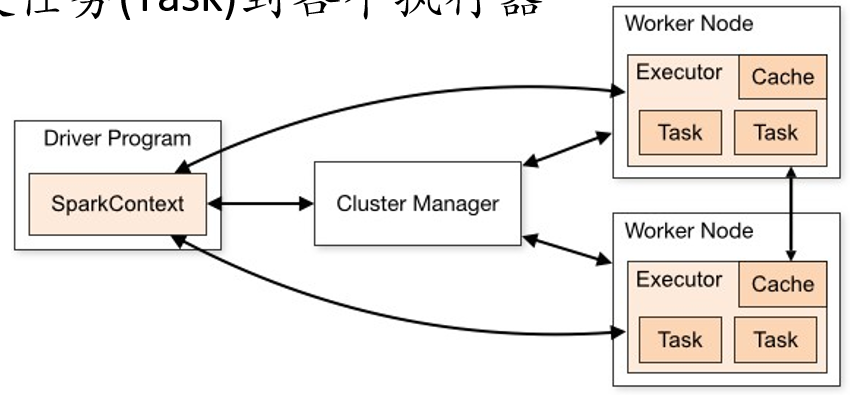 任务(Task)到各个执行器
Driver Program
SparkContext
Cluster Manager
Worker Node
Executor
Cache
Task
Task
Worker Node
Executor
Cache
Task
Task